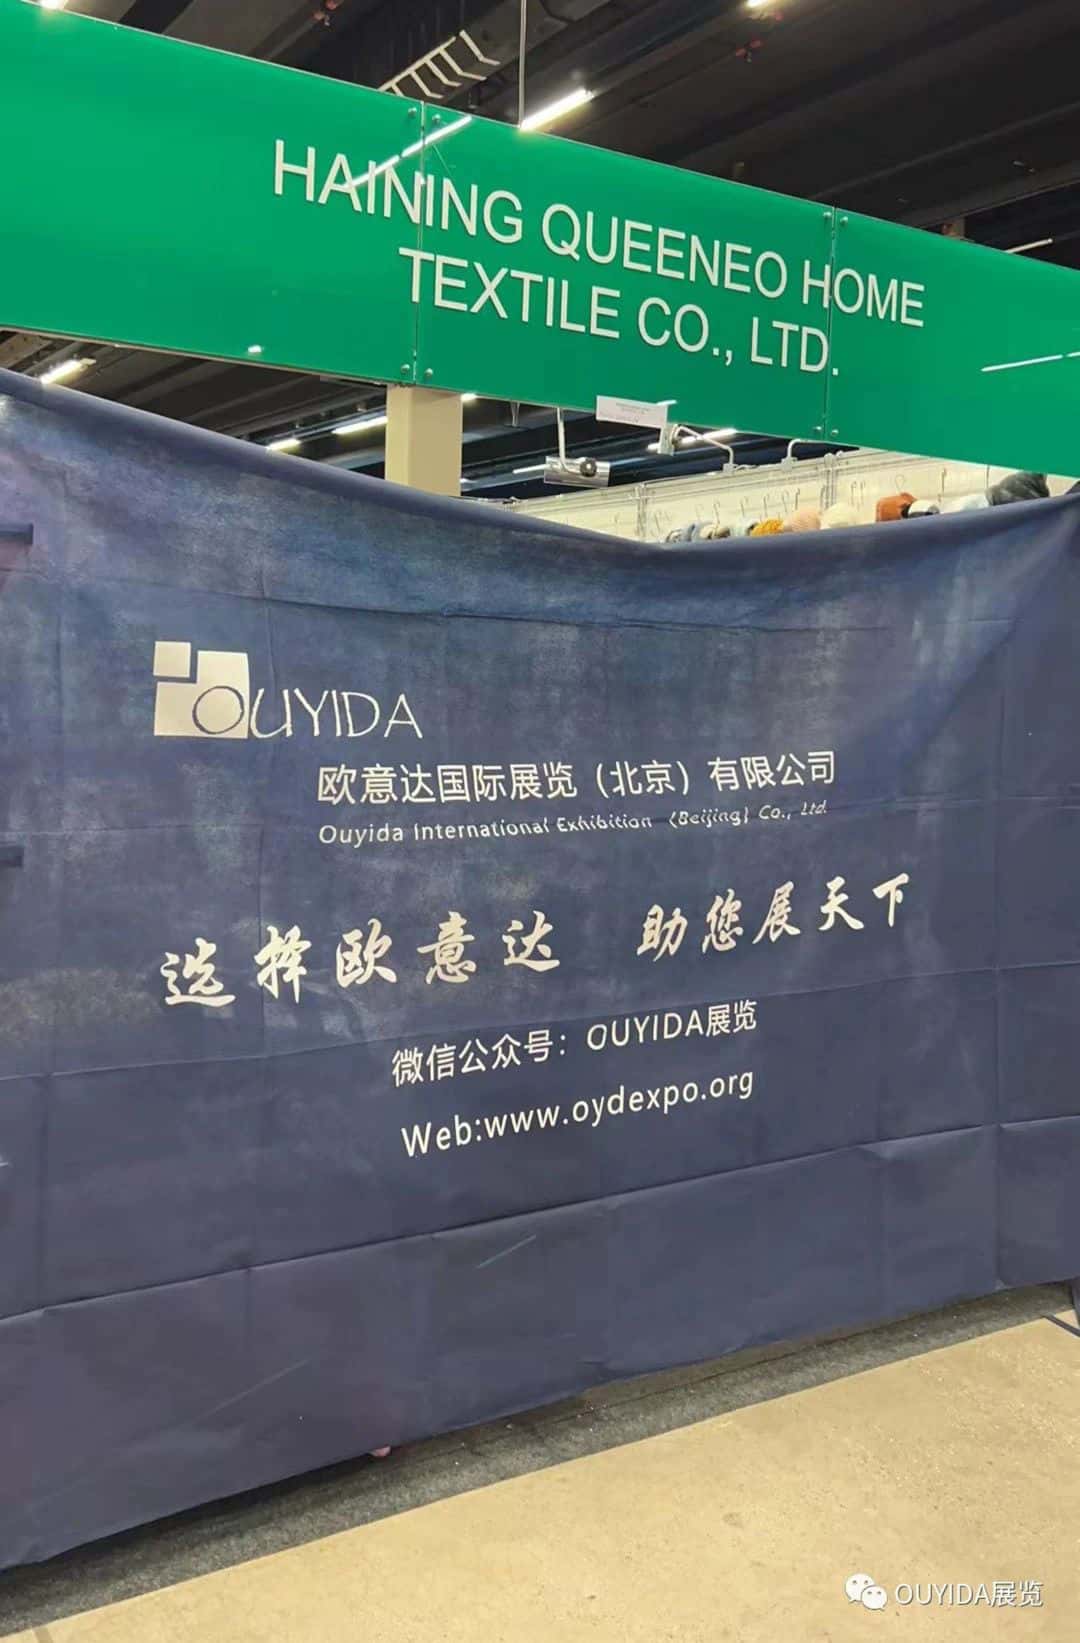 HAINING QUEENEO HOME
TEXTILE CO., LTD.
OUYIDA
欧意达国际展览（北京）有限公司
Ouyida International Exhibition (Beijing) Co., Ltd.
选择欧意达 助您展天下
微信公众号：OUYIDA展览
Web:www.oydexpo.org
OUYIDA展览